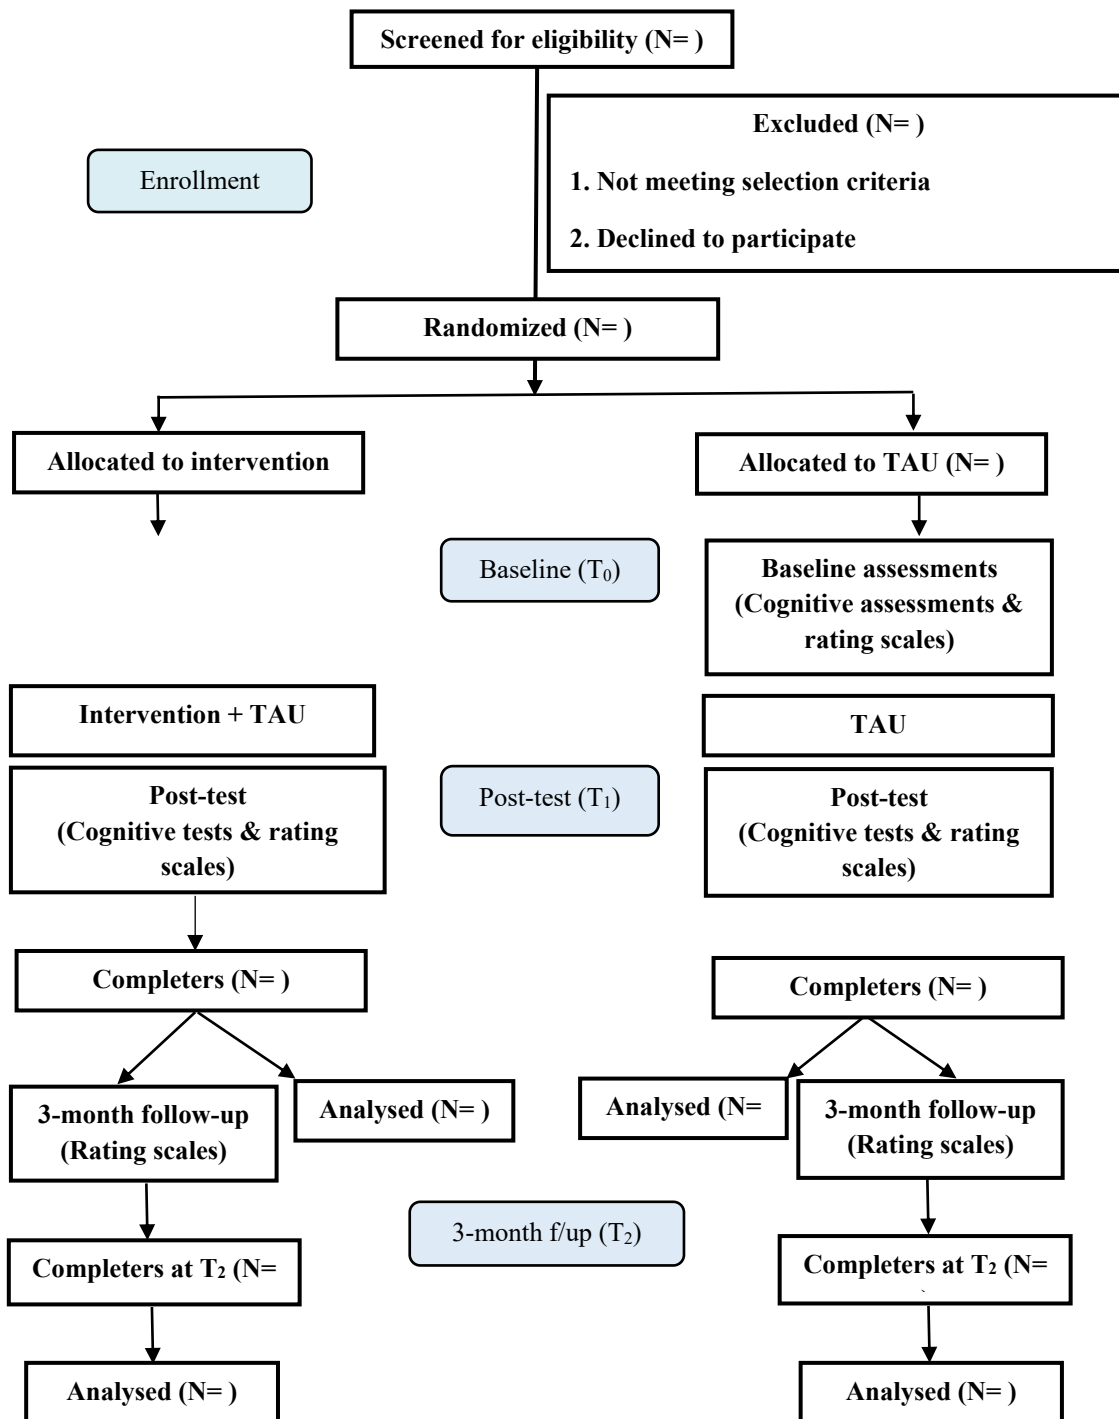 Screened for eligibility (N= )
Excluded (N= )
1. Not meeting selection criteria
2. Declined to participate
Enrollment
Randomized (N= )
Allocated to intervention
Allocated to TAU (N= )
Baseline (T₀)
Baseline assessments
(Cognitive assessments &
rating scales)
Intervention + TAU
TAU
Post-test
(Cognitive tests & rating
scales)
Post-test (T₁)
Post-test
(Cognitive tests & rating
scales)
Completers (N= )
Completers (N= )
3-month follow-up
(Rating scales)
Analysed (N= )
Analysed (N=
3-month follow-up
(Rating scales)
3-month f/up (T₂)
Completers at T₂ (N=
Completers at T₂ (N=
Analysed (N= )
Analysed (N= )